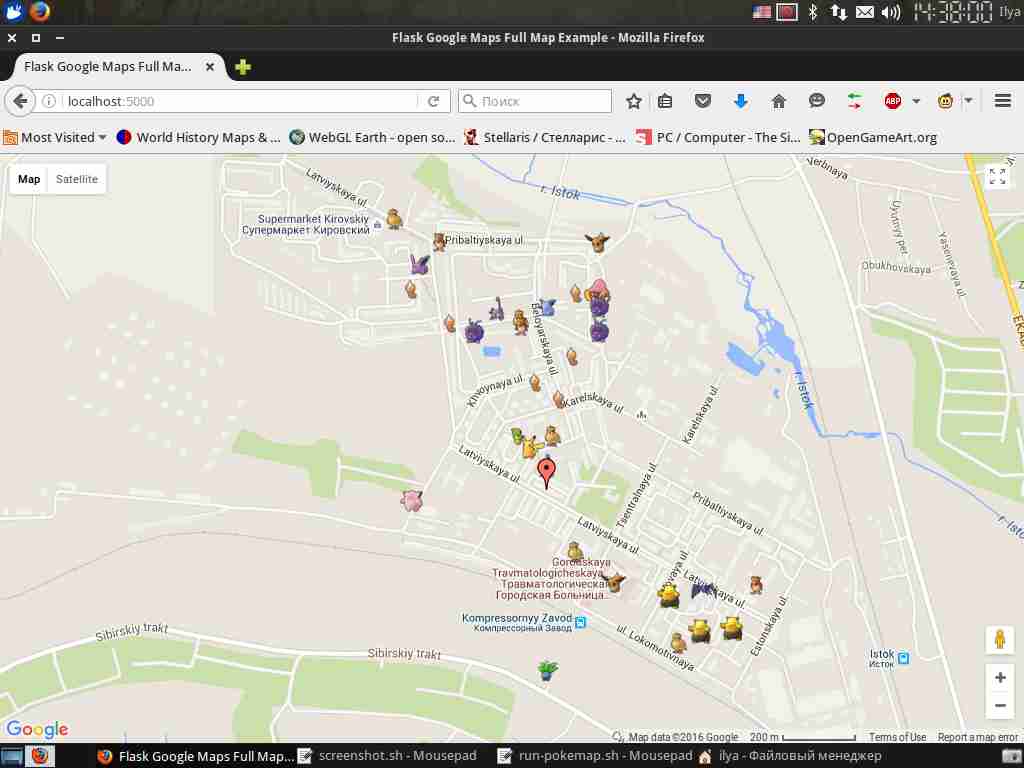 14:38:00 Ilya
Flask Google Maps Full Map Example - Mozilla Firefox
Flask Google Maps Full Ma...
localhost:5000
Поиск
ABP
Most Visited
World History Maps & ...
WebGL Earth - open so...
Stellaris / Стелларис - ...
PC / Computer - The Si...
OpenGameArt.org
Map
Satellite
Latviyskaya ul.
r. Istok
Verbnaya
Supermarket Kirovskiy
Супермаркет Кировский
Pribaltiyskaya ul.
Uyutnyy per.
Yasenevaya ul.
Obukhovskaya
Beloyarskaya ul.
Khvoynaya ul.
Karelskaya ul.
Karelskaya ul.
r. Istok
Latviyskaya ul.
Tsentralnaya ul.
Pribaltiyskaya ul.
r. Istok
Latviyskaya ul.
Gorodskaya
Travmatologicheskaya
Травматологическая
Городская Больница...
Latviyskaya ul.
Estonskaya ul.
Kompressornyy Zavod
Компрессорный Завод
ul. Lokomotivnaya
Sibirskiy trakt
Sibirskiy trakt
Istok
Исток
Google
Map data ©2016 Google
200 m
Terms of Use
Report a map error
Flask Google Maps Full Map...
screenshot.sh - Mousepad
run-pokemap.sh - Mousepad
ilya - Файловый менеджер